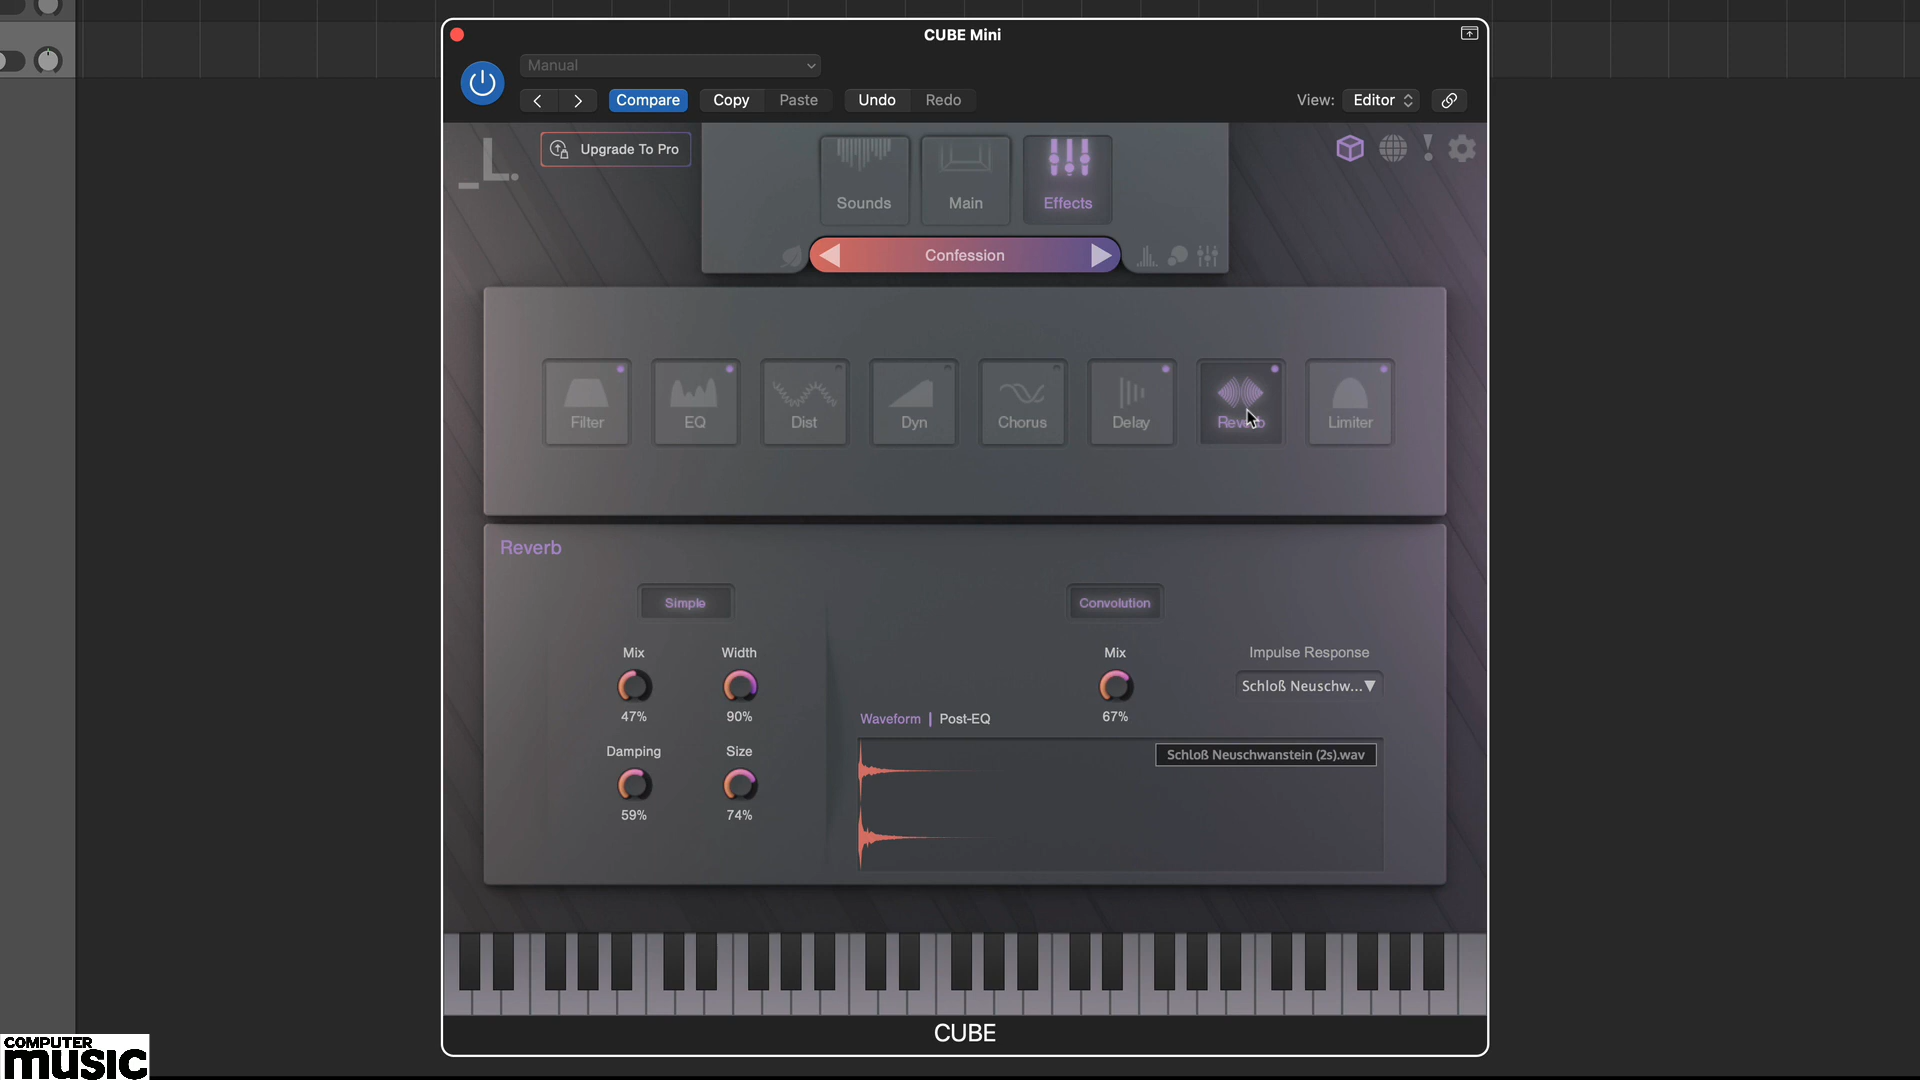 CUBE Mini
Manual
Compare
Copy
Paste
Undo
Redo
View:
Editor
_L.
Upgrade To Pro
Sounds
Main
Effects
Confession
Filter
EQ
Dist
Dyn
Chorus
Delay
Reverb
Limiter
Reverb
Simple
Convolution
Mix
Width
Mix
Impulse Response
Schloß Neuschw...
47%
90%
67%
Waveform | Post-EQ
Damping
Size
Schloß Neuschwanstein (2s).wav
59%
74%
CUBE
COMPUTER
music